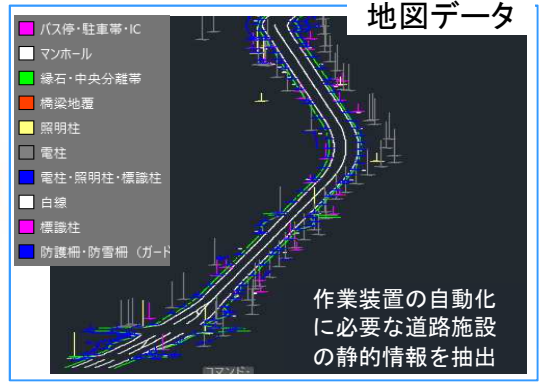 地図データ
バス停・駐車帯・IC
マンホール
縁石・中央分離帯
橋梁地覆
照明柱
電柱
電柱・照明柱・標識柱
白線
標識柱
防護柵・防雪柵（ガード
作業装置の自動化
に必要な道路施設
の静的情報を抽出
コマンド: